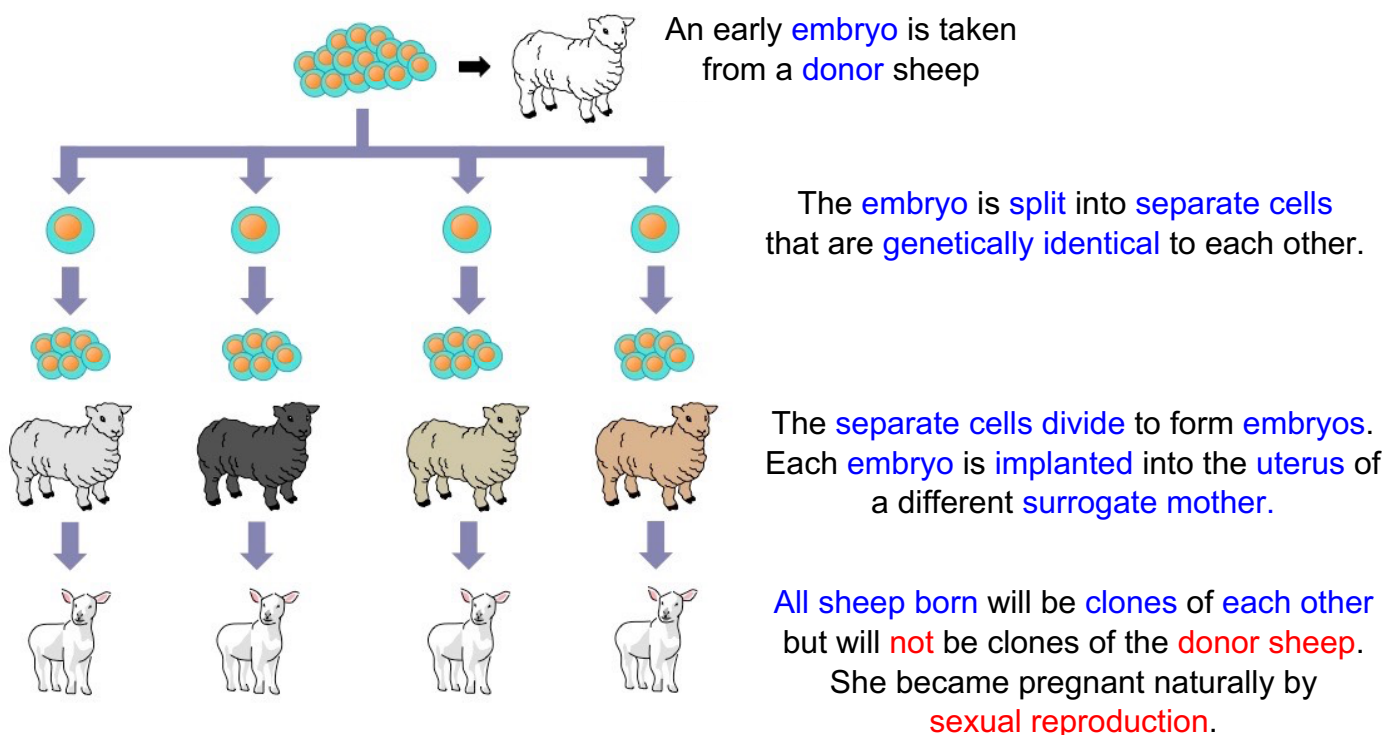 An early embryo is taken
from a donor sheep
The embryo is split into separate cells
that are genetically identical to each other.
The separate cells divide to form embryos.
Each embryo is implanted into the uterus of
a different surrogate mother.
All sheep born will be clones of each other
but will not be clones of the donor sheep.
She became pregnant naturally by
sexual reproduction.